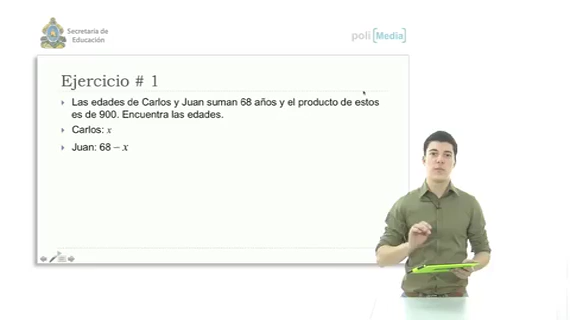 Secretaría de
Educación
poli [Media]
Ejercicio # 1
Las edades de Carlos y Juan suman 68 años y el producto de estos
es de 900. Encuentra las edades.
Carlos: x
Juan: 68 – x